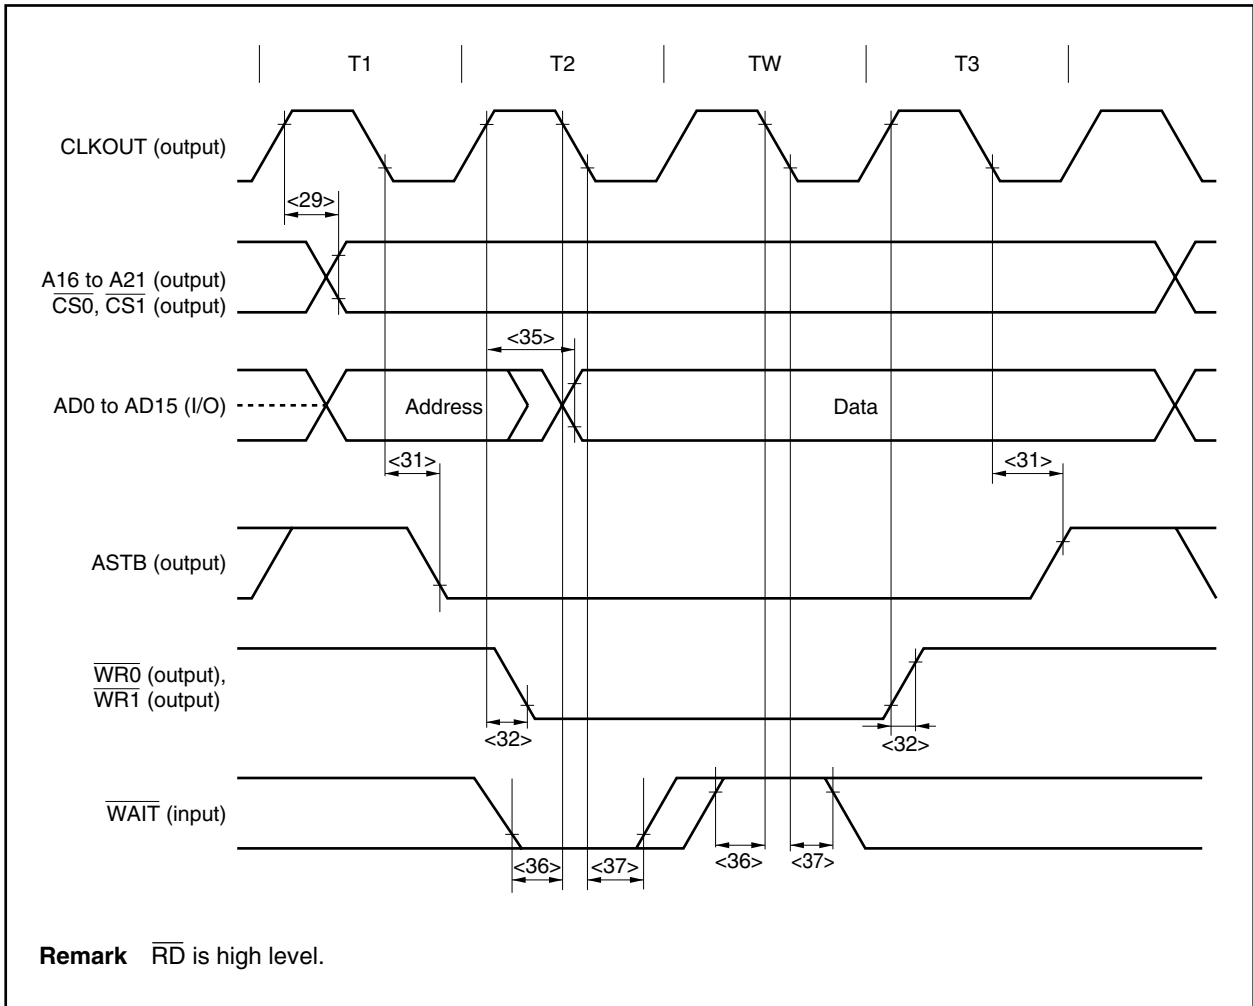 T1 T2 TW T3
CLKOUT (output)
<29>
A16 to A21 (output)
CS0, CS1 (output)
<35>
AD0 to AD15 (I/O) Address Data
<31> <31>
ASTB (output)
WR0 (output),
WR1 (output)
<32> <32>
WAIT (input)
<36> <37> <36> <37>
Remark RD is high level.